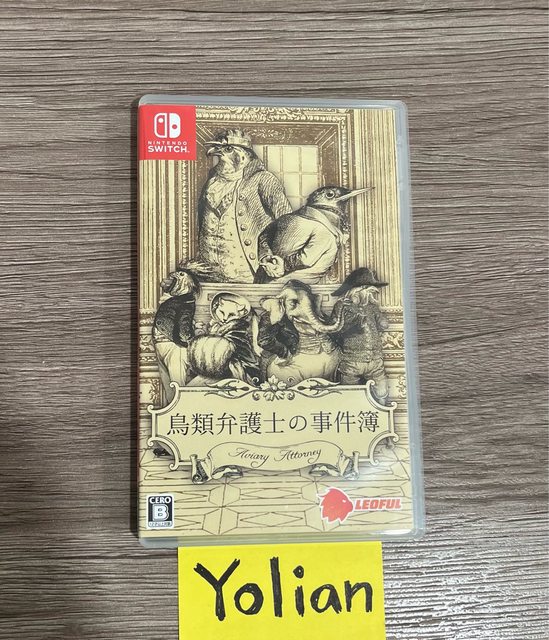 NINTENDO
SWITCH
鳥類弁護士の事件簿
Aviary Attorney
CERO
B
LEOFUL
Yolian